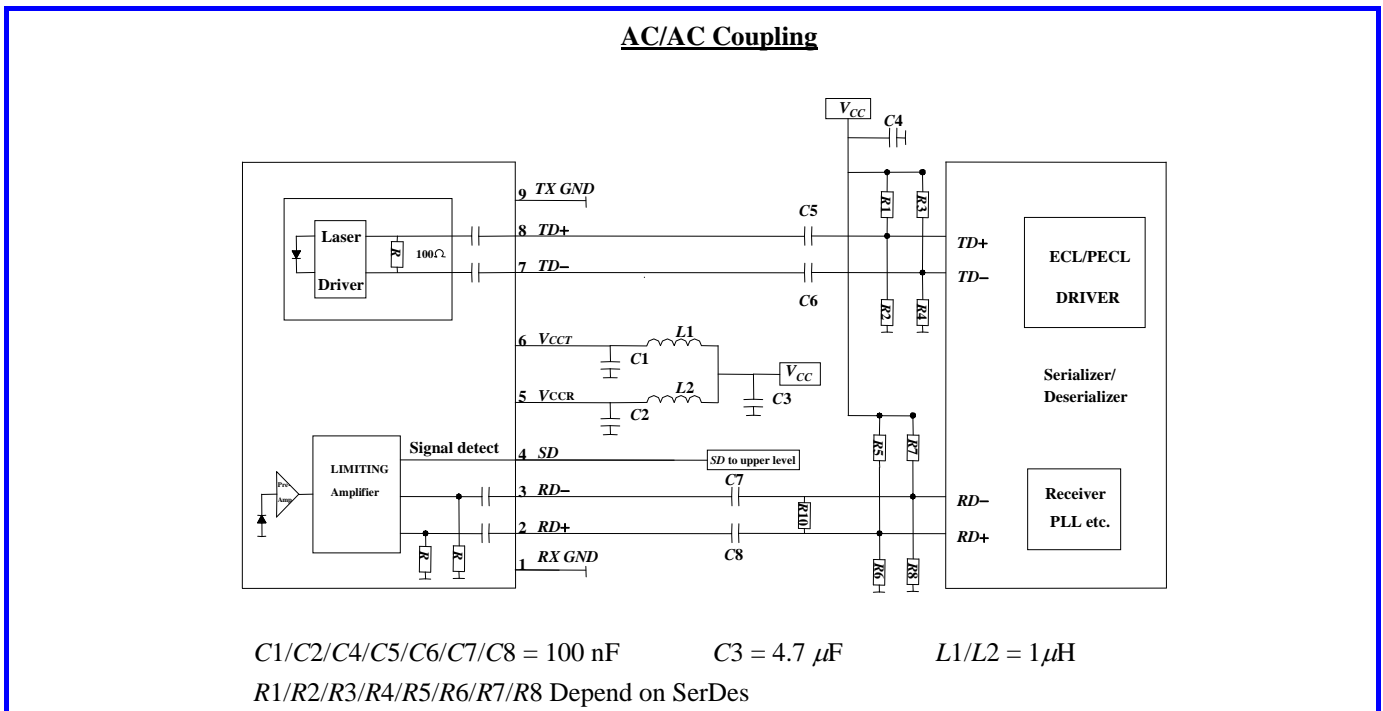 AC/AC Coupling
VCC
C4
9 TX GND
R1
R3
C5
Laser
Driver
R
100Ω
8 TD+
TD+
7 TD−
TD−
C6
R2
R4
ECL/PECL
DRIVER
6 VCCT
L1
C1
VCC
L2
5 VCCR
C2
C3
Serializer/
Deserializer
Signal detect
4 SD
SD to upper level
R5
R7
LIMITING
Amplifier
Pre
Amp
C7
3 RD−
RD−
R10
2 RD+
RD+
C8
Receiver
PLL etc.
R
R
1 RX GND
R6
R8
C1/C2/C4/C5/C6/C7/C8 = 100 nF C3 = 4.7 μF L1/L2 = 1μH
R1/R2/R3/R4/R5/R6/R7/R8 Depend on SerDes